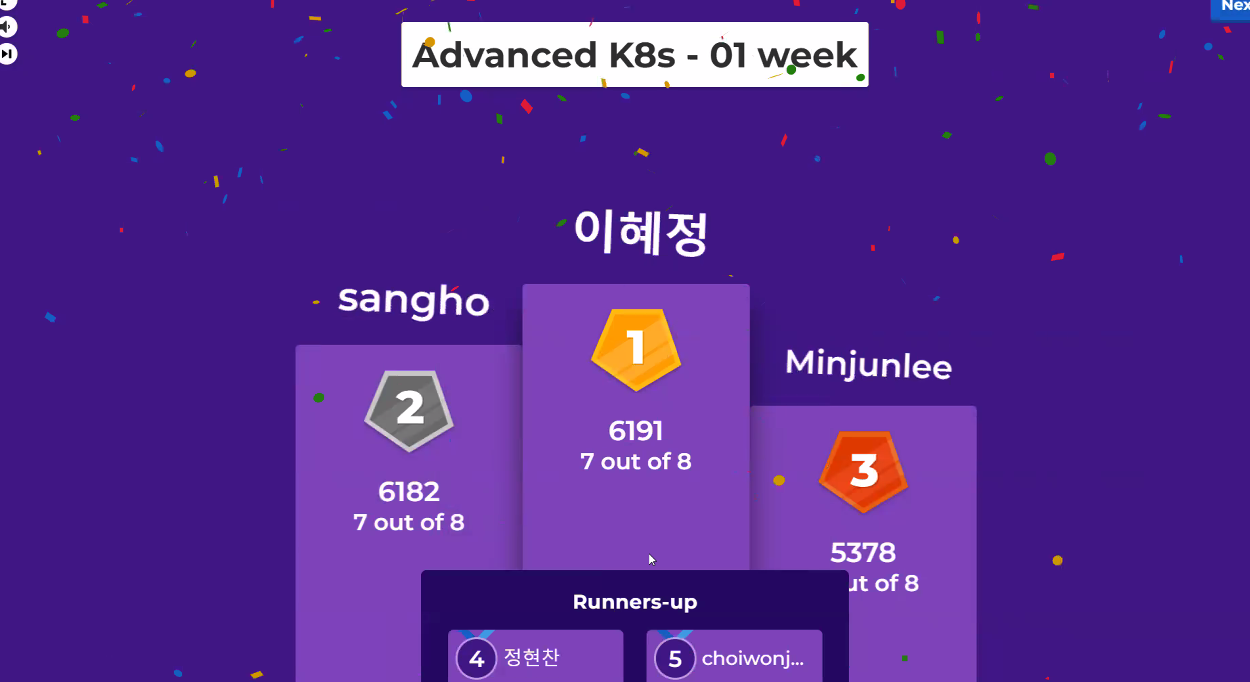 Next
Advanced K8s - 01 week
이혜정
sangho
Minjunlee
1
6191
7 out of 8
2
6182
7 out of 8
3
5378
out of 8
Runners-up
4 정현찬
5 choiwonj...